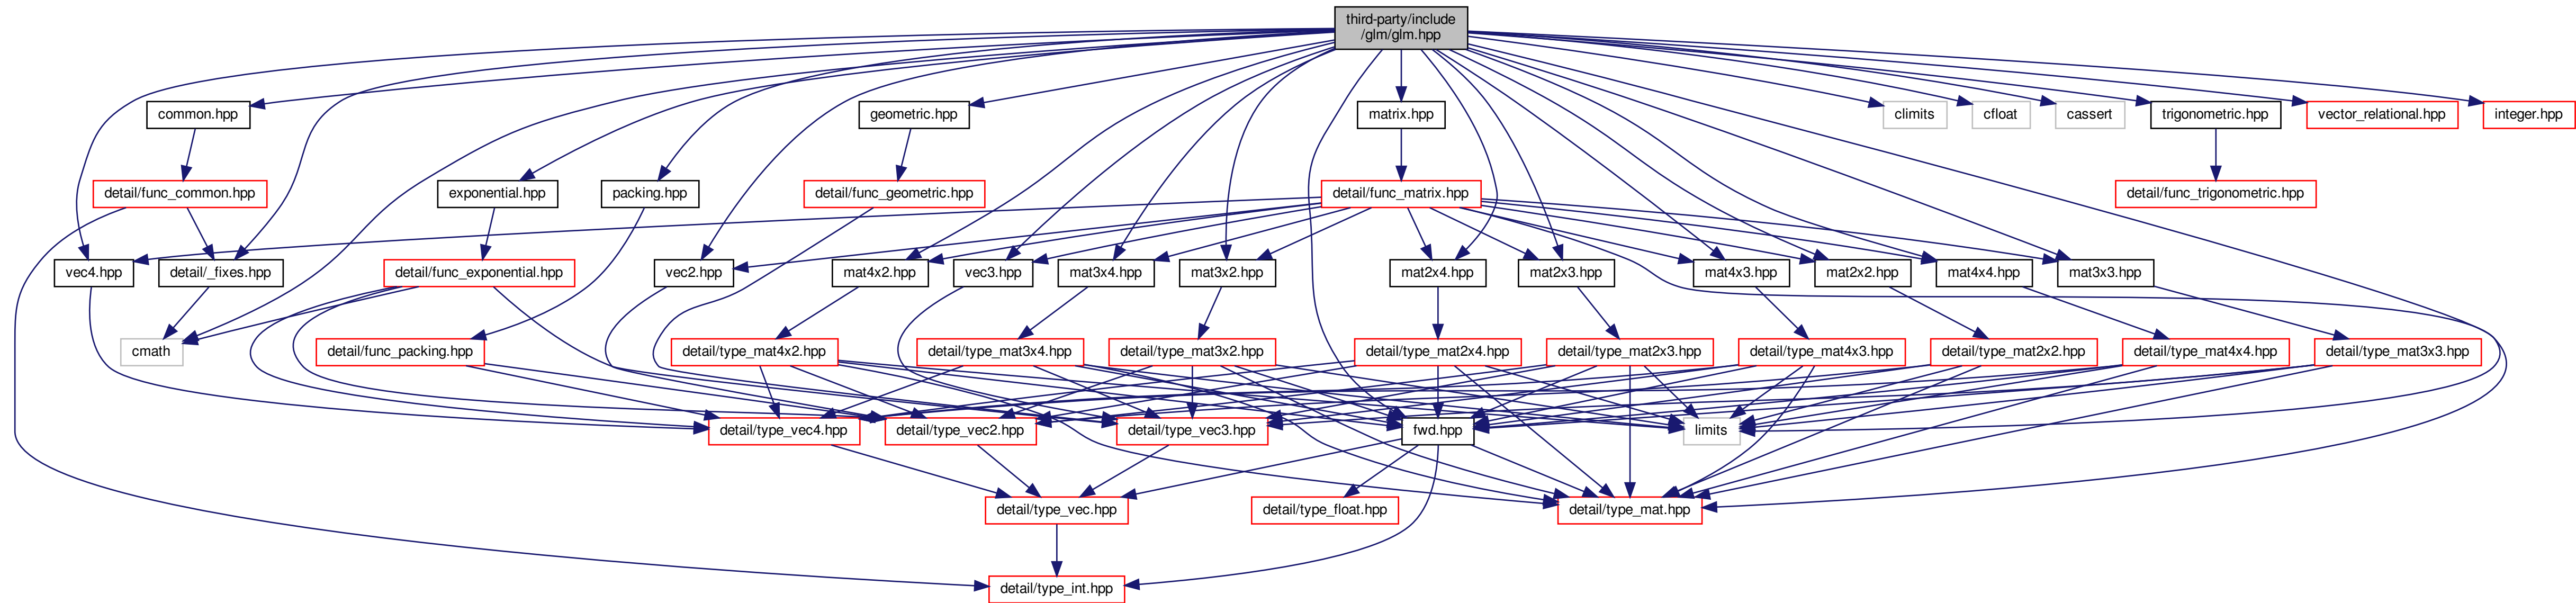 third-party/include
/glm/glm.hpp
common.hpp
geometric.hpp
matrix.hpp
climits
cfloat
cassert
trigonometric.hpp
vector_relational.hpp
integer.hpp
detail/func_common.hpp
exponential.hpp
packing.hpp
detail/func_geometric.hpp
detail/func_matrix.hpp
detail/func_trigonometric.hpp
vec4.hpp
detail/_fixes.hpp
detail/func_exponential.hpp
vec2.hpp
mat4x2.hpp
vec3.hpp
mat3x4.hpp
mat3x2.hpp
mat2x4.hpp
mat2x3.hpp
mat4x3.hpp
mat2x2.hpp
mat4x4.hpp
mat3x3.hpp
cmath
detail/func_packing.hpp
detail/type_mat4x2.hpp
detail/type_mat3x4.hpp
detail/type_mat3x2.hpp
detail/type_mat2x4.hpp
detail/type_mat2x3.hpp
detail/type_mat4x3.hpp
detail/type_mat2x2.hpp
detail/type_mat4x4.hpp
detail/type_mat3x3.hpp
detail/type_vec4.hpp
detail/type_vec2.hpp
detail/type_vec3.hpp
fwd.hpp
limits
detail/type_vec.hpp
detail/type_float.hpp
detail/type_mat.hpp
detail/type_int.hpp